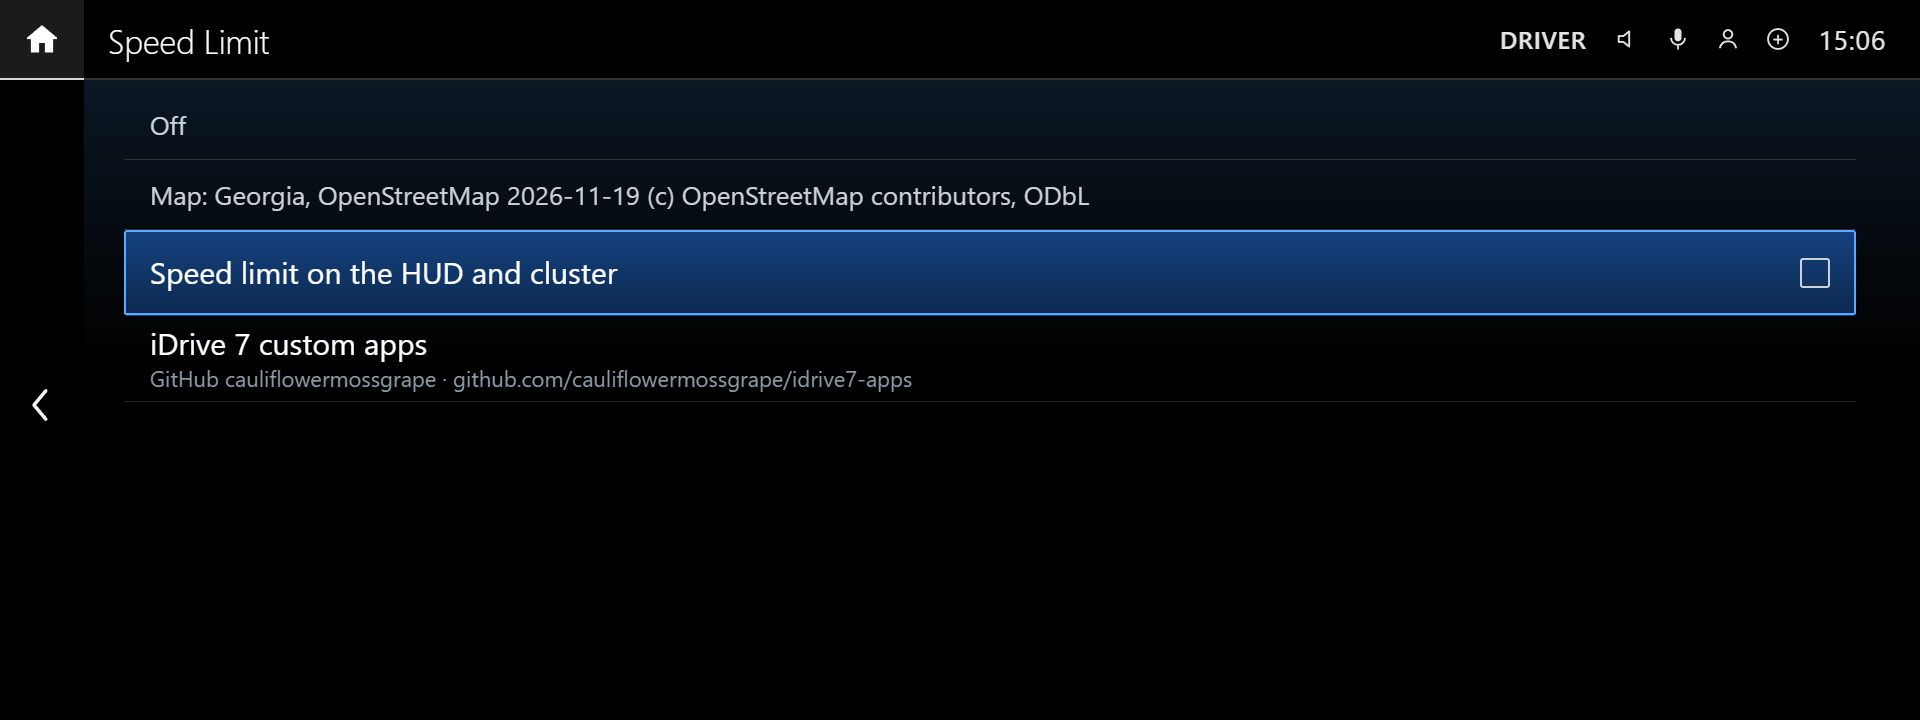 Speed Limit
DRIVER
15:06
Off
Map: Georgia, OpenStreetMap 2026-11-19 (c) OpenStreetMap contributors, ODbL
Speed limit on the HUD and cluster
iDrive 7 custom apps
GitHub cauliflowermossgrape · github.com/cauliflowermossgrape/idrive7-apps